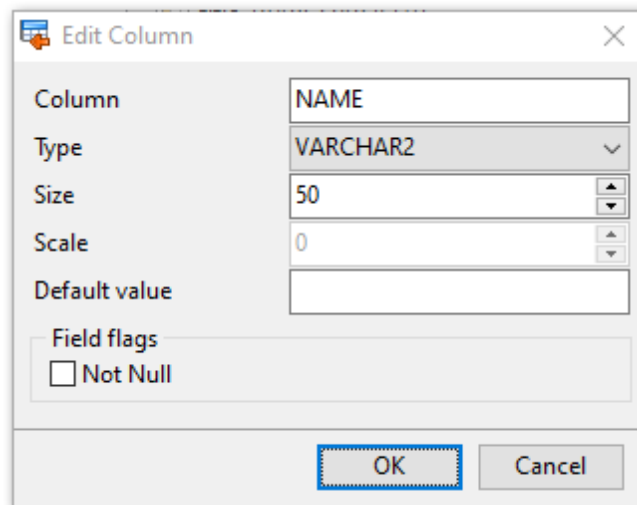 Edit Column
Column NAME
Type VARCHAR2
Size 50
Scale 0
Default value
Field flags
Not Null
OK Cancel